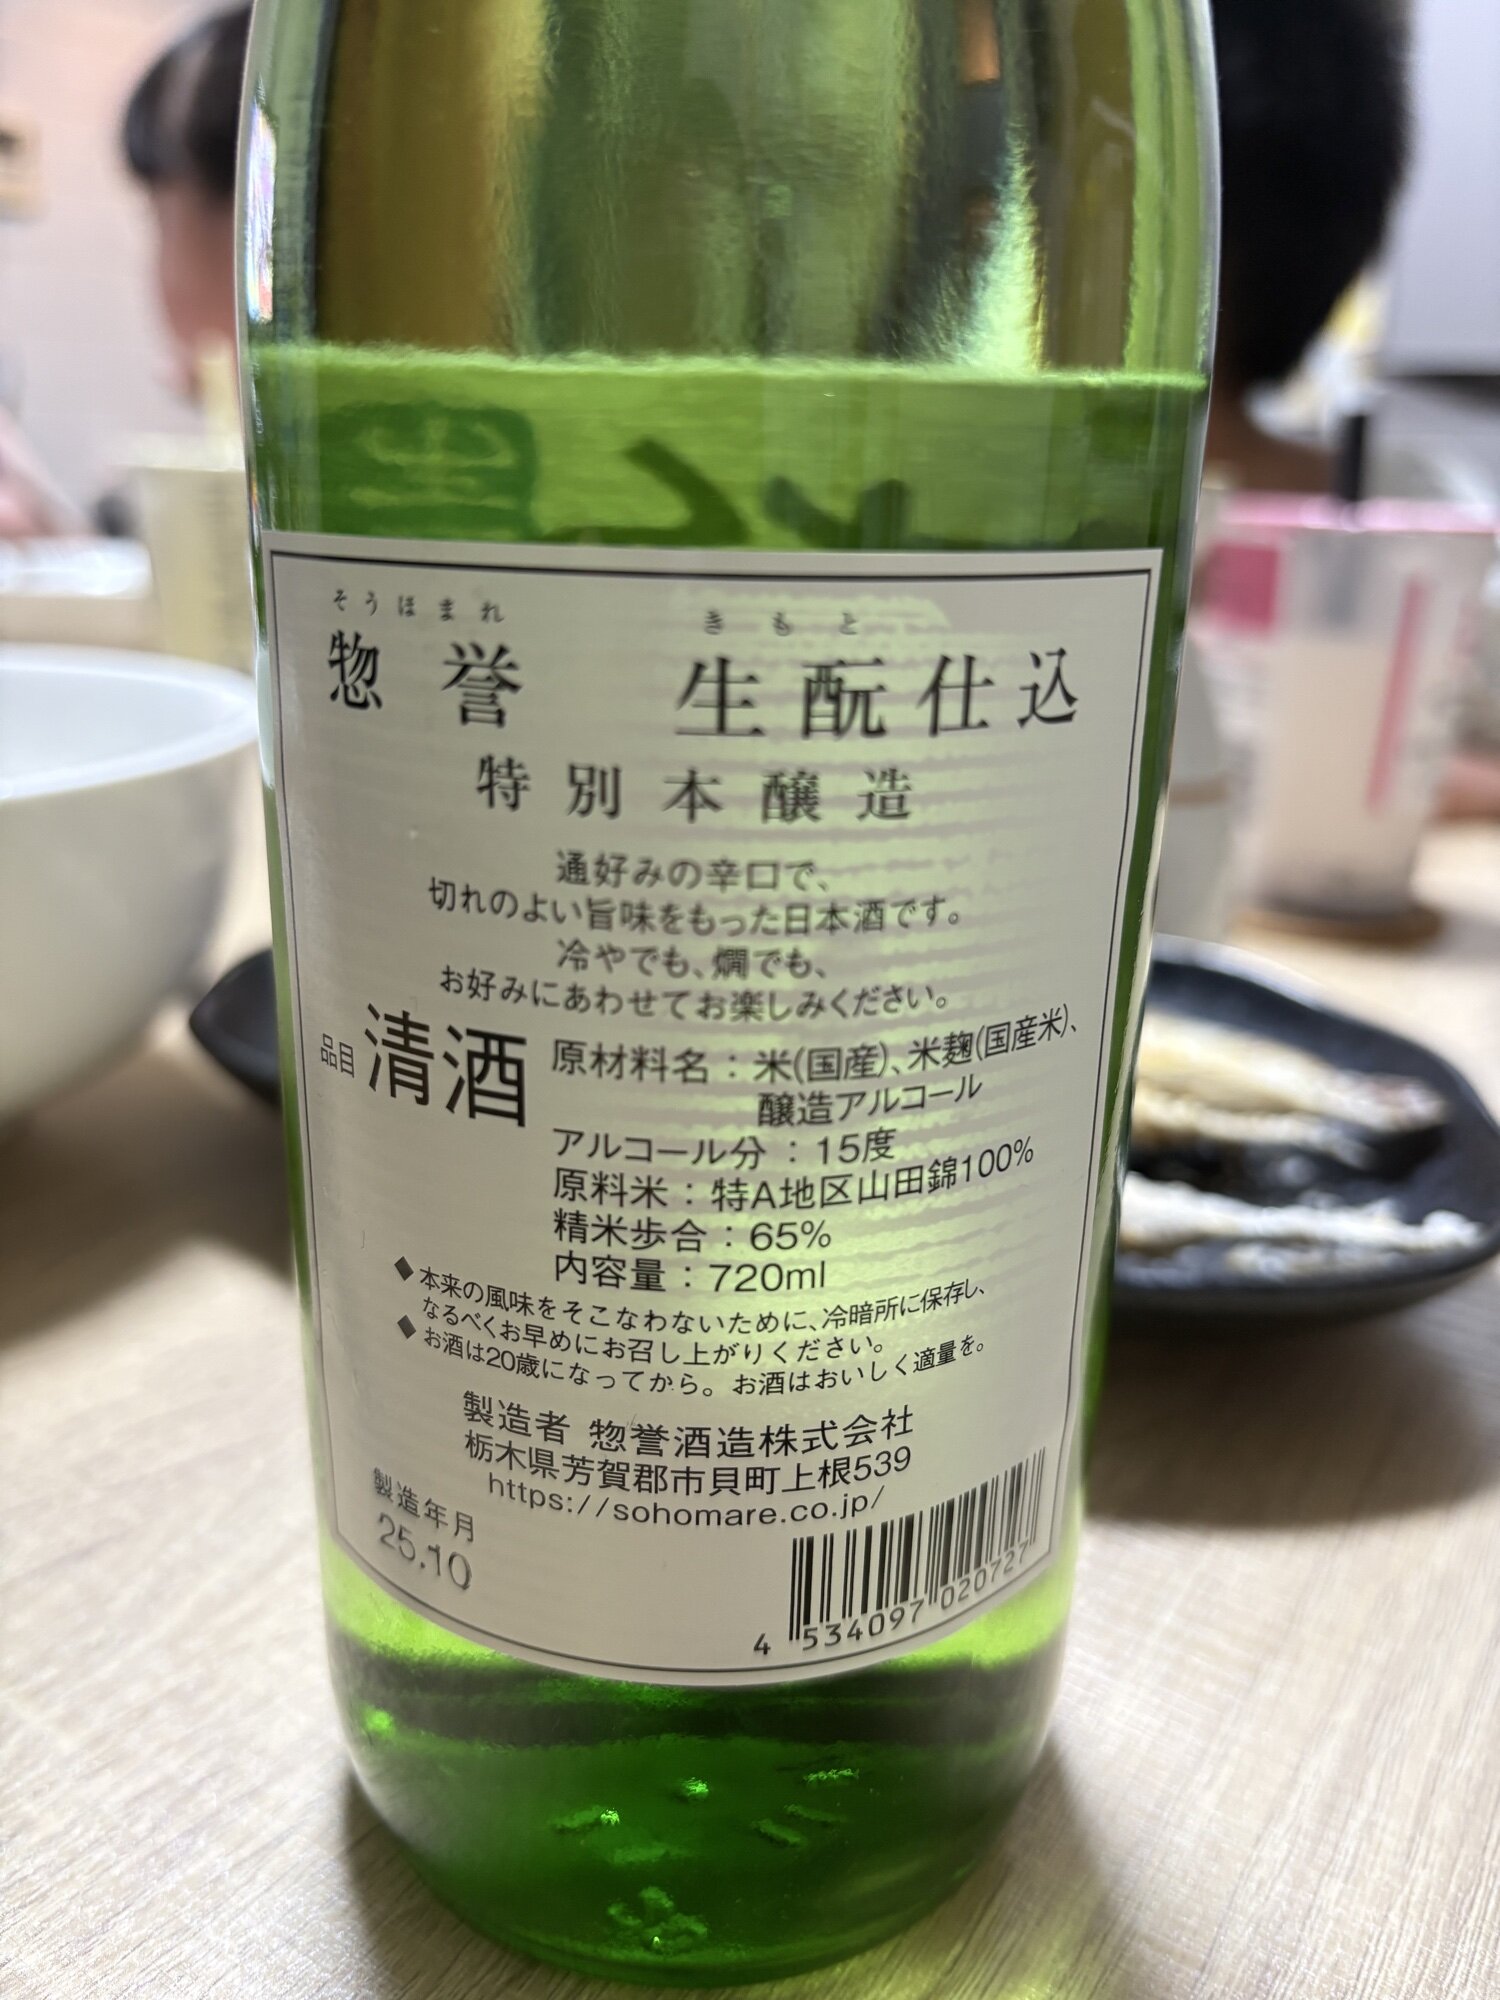 そうほまれ きもと
惣誉 生酛仕込
特別本醸造
通好みの辛口で、
切れのよい旨味をもった日本酒です。
冷やでも、燗でも、
お好みにあわせてお楽しみください。
品目 清酒
原材料名：米(国産)、米麹(国産米)、
醸造アルコール
アルコール分：15度
原料米：特A地区山田錦100%
精米歩合：65%
内容量：720ml
◆本来の風味をそこなわないために、冷暗所に保存し、
なるべくお早めにお召し上がりください。
◆お酒は20歳になってから。お酒はおいしく適量を。
製造者 惣誉酒造株式会社
栃木県芳賀郡市貝町上根539
https://sohomare.co.jp/
製造年月
25.10
4 534097 020727